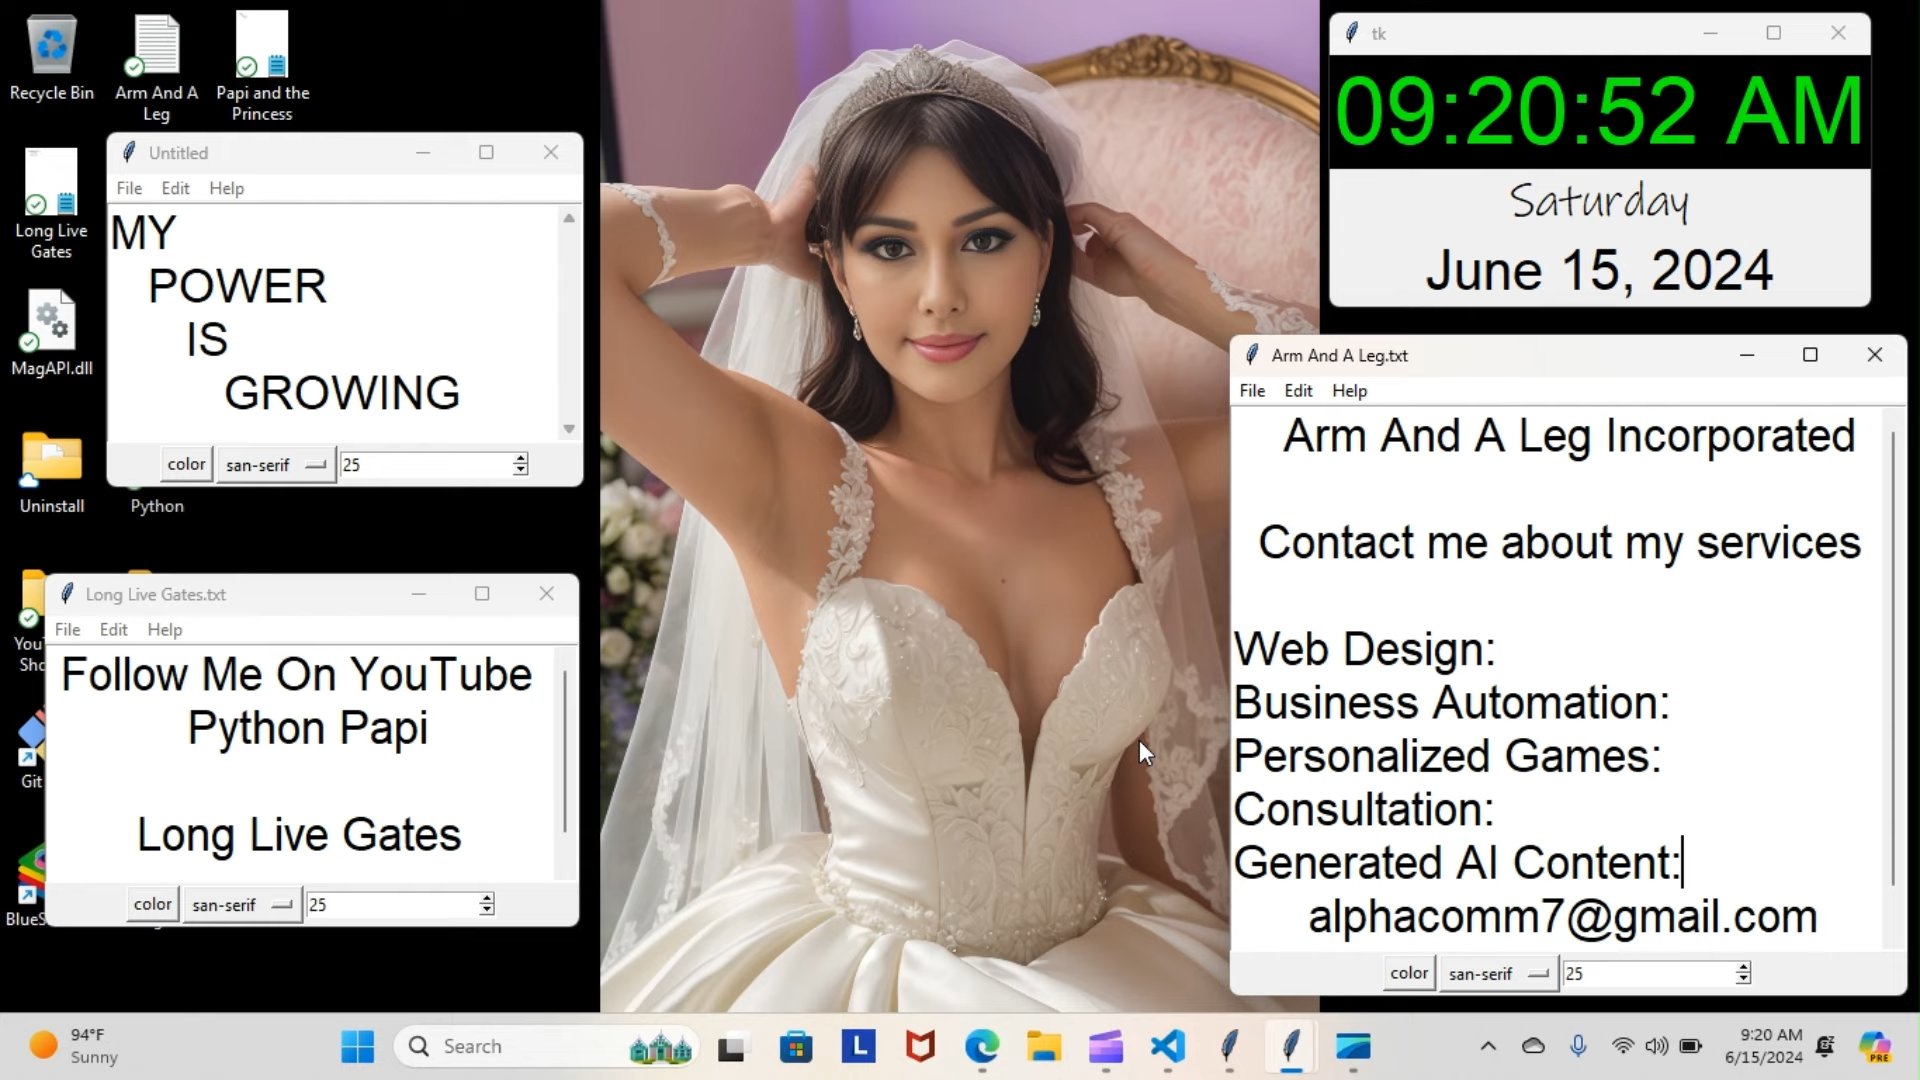 Recycle Bin
Arm And A
Leg
Papi and the
Princess
Long Live
Gates
MagAPI.dll
Uninstall
Python
Git
Untitled
File Edit Help
MY
POWER
IS
GROWING
color san-serif 25
Long Live Gates.txt
File Edit Help
Follow Me On YouTube
Python Papi
Long Live Gates
color san-serif 25
tk
09:20:52 AM
Saturday
June 15, 2024
Arm And A Leg.txt
File Edit Help
Arm And A Leg Incorporated
Contact me about my services
Web Design:
Business Automation:
Personalized Games:
Consultation:
Generated AI Content:
alphacomm7@gmail.com
color san-serif 25
94°F
Sunny
Search
L
9:20 AM
6/15/2024
PRE